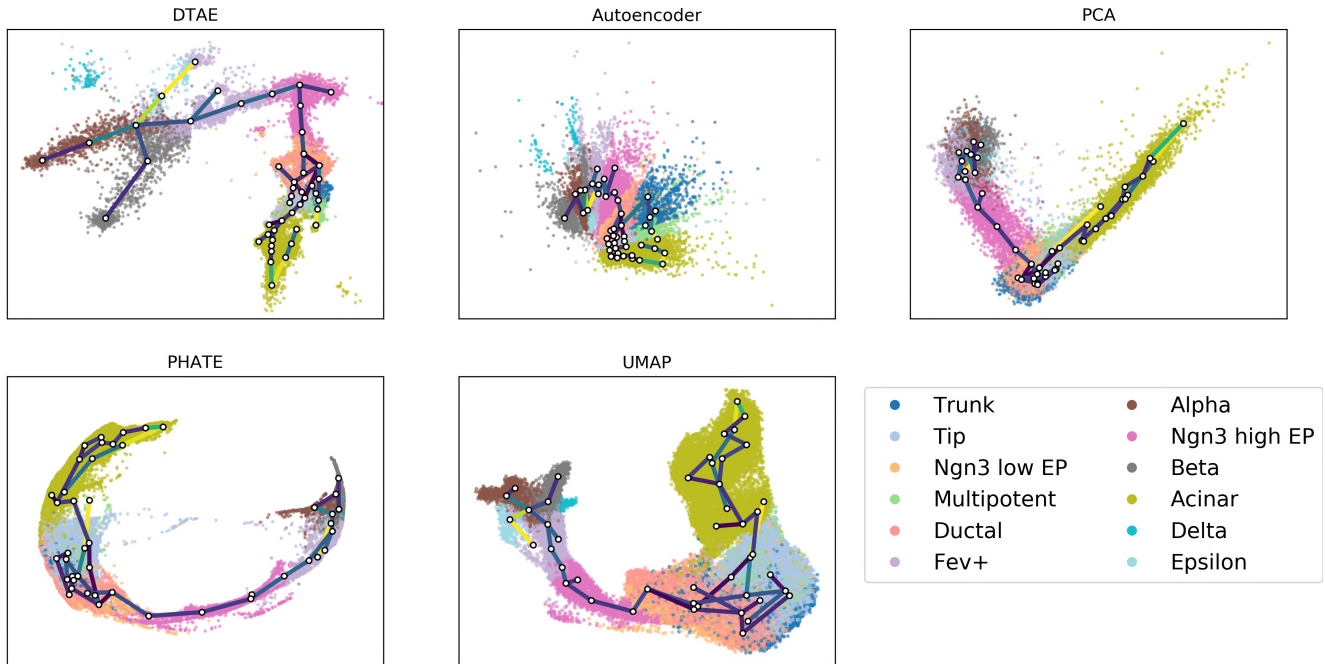 DTAE
Autoencoder
PCA
PHATE
UMAP
Trunk
Tip
Ngn3 low EP
Multipotent
Ductal
Fev+
Alpha
Ngn3 high EP
Beta
Acinar
Delta
Epsilon